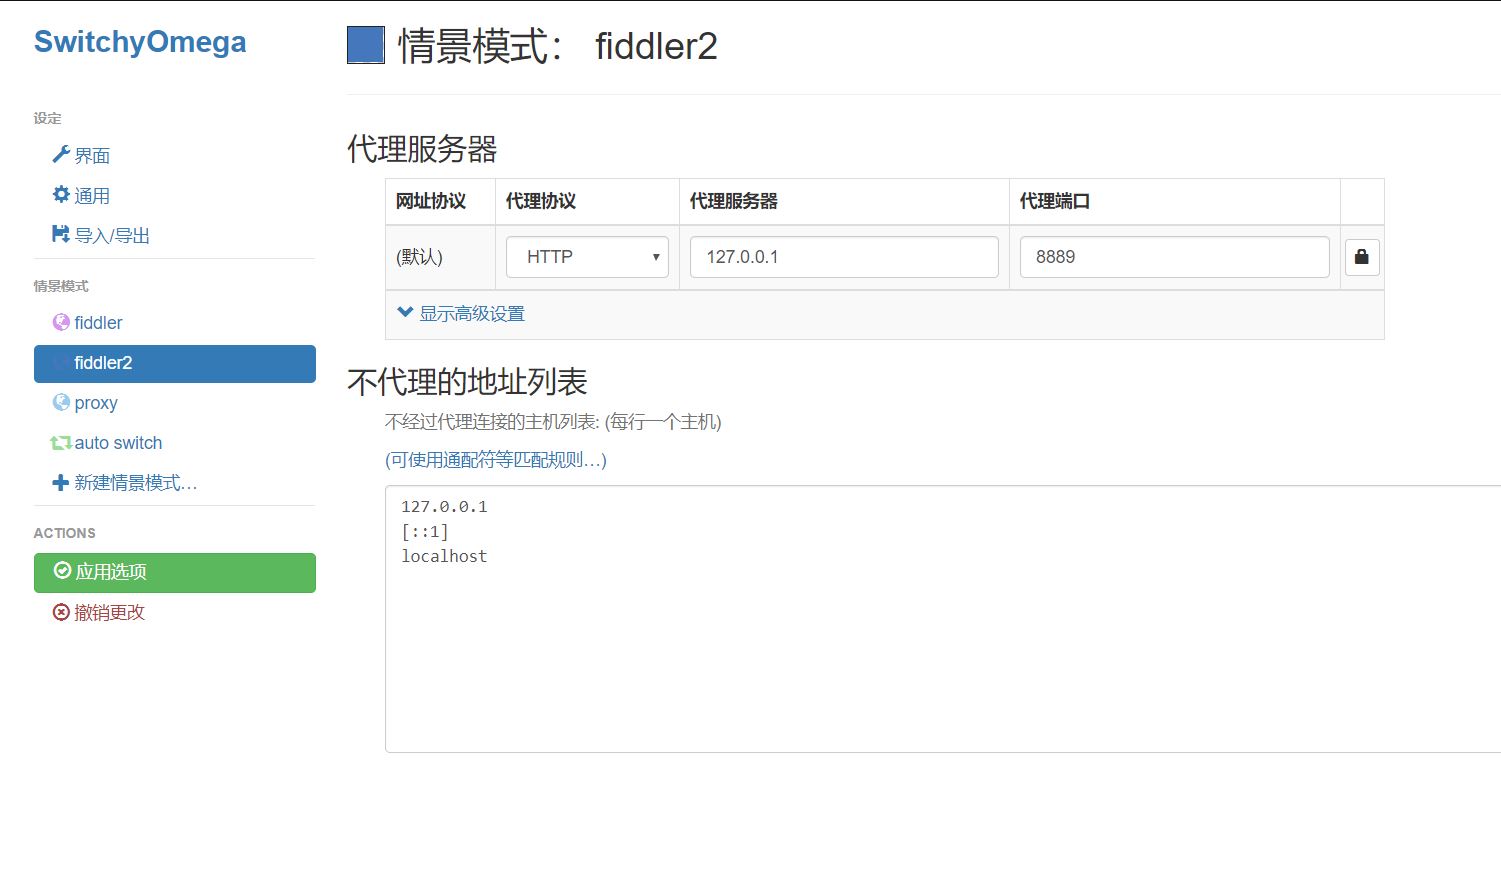 SwitchyOmega
设定
界面
通用
导入/导出
情景模式
fiddler
fiddler2
proxy
auto switch
新建情景模式…
ACTIONS
应用选项
撤销更改
情景模式： fiddler2
代理服务器
网址协议 代理协议 代理服务器 代理端口
(默认) HTTP 127.0.0.1 8889
显示高级设置
不代理的地址列表
不经过代理连接的主机列表: (每行一个主机)
(可使用通配符等匹配规则…)
127.0.0.1
[::1]
localhost